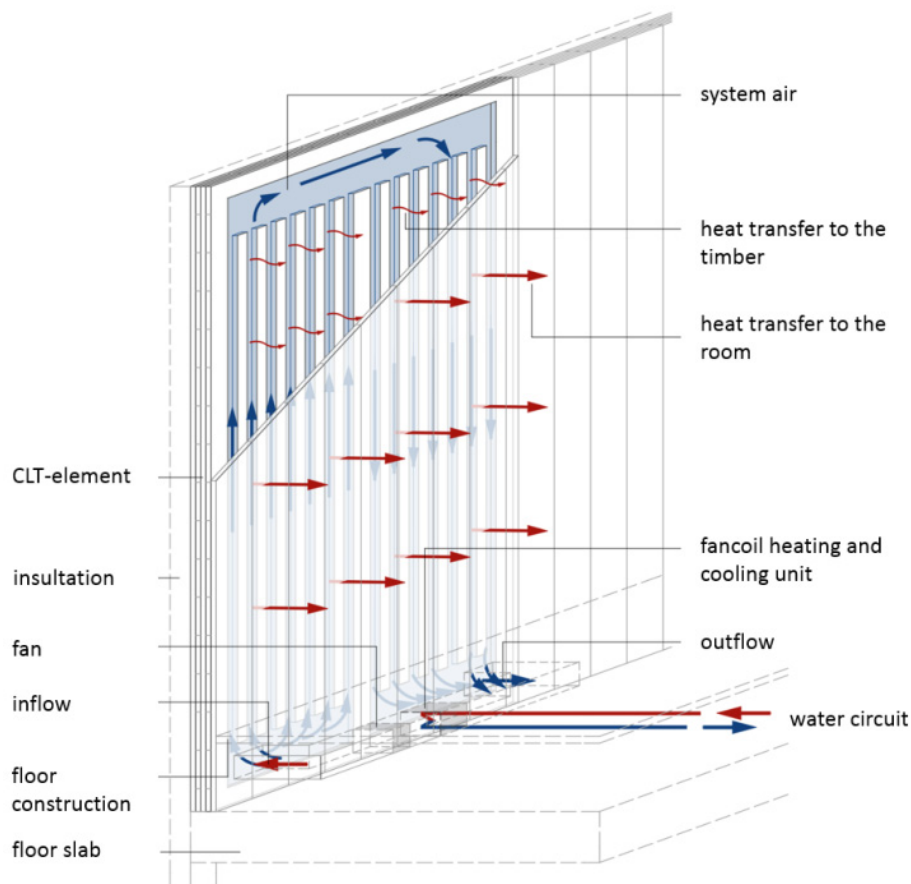 system air
heat transfer to the
timber
heat transfer to the
room
CLT-element
insultation
fancoil heating and
cooling unit
fan
outflow
inflow
water circuit
floor
construction
floor slab